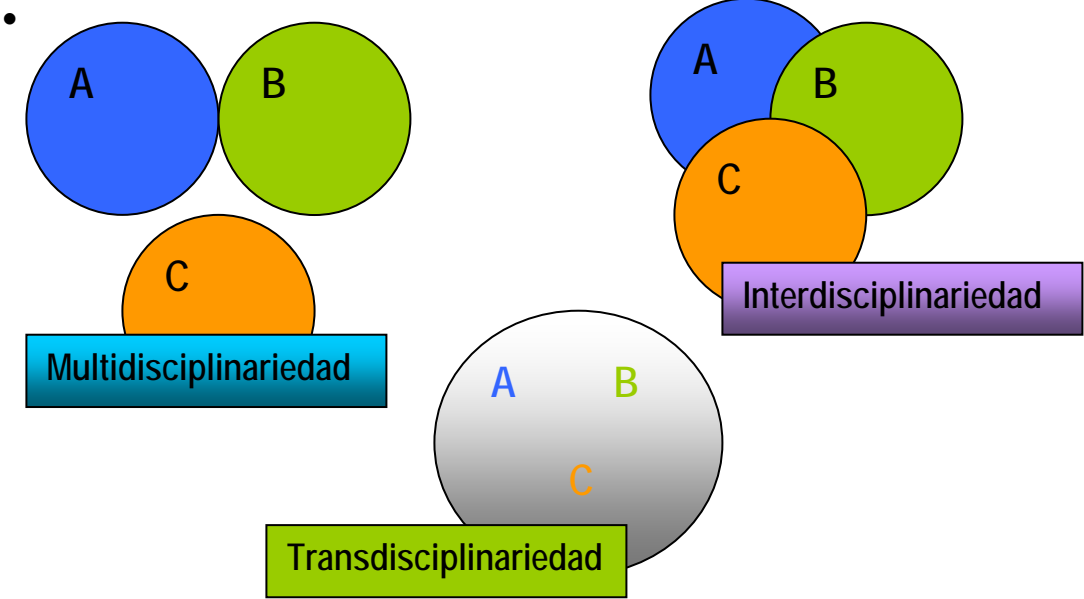 •
A
B
C
Multidisciplinariedad
A
B
C
Interdisciplinariedad
A
B
C
Transdisciplinariedad